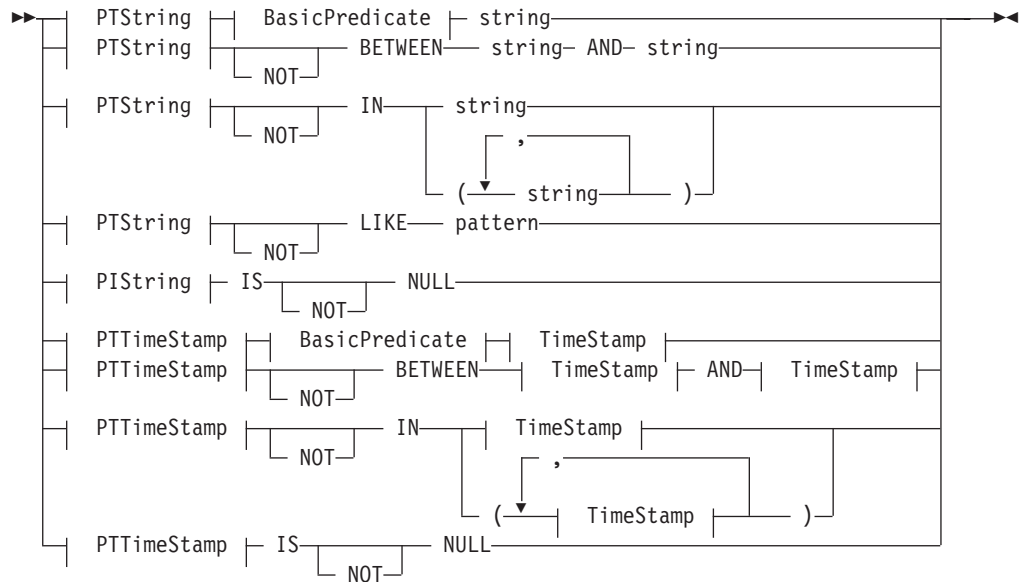 PTString BasicPredicate string
PTString BETWEEN string AND string
NOT
PTString IN string
NOT
,
( string )
PTString LIKE pattern
NOT
PIString IS NULL
NOT
PTTimeStamp BasicPredicate TimeStamp
PTTimeStamp BETWEEN TimeStamp AND TimeStamp
NOT
PTTimeStamp IN TimeStamp
NOT
,
( TimeStamp )
PTTimeStamp IS NULL
NOT